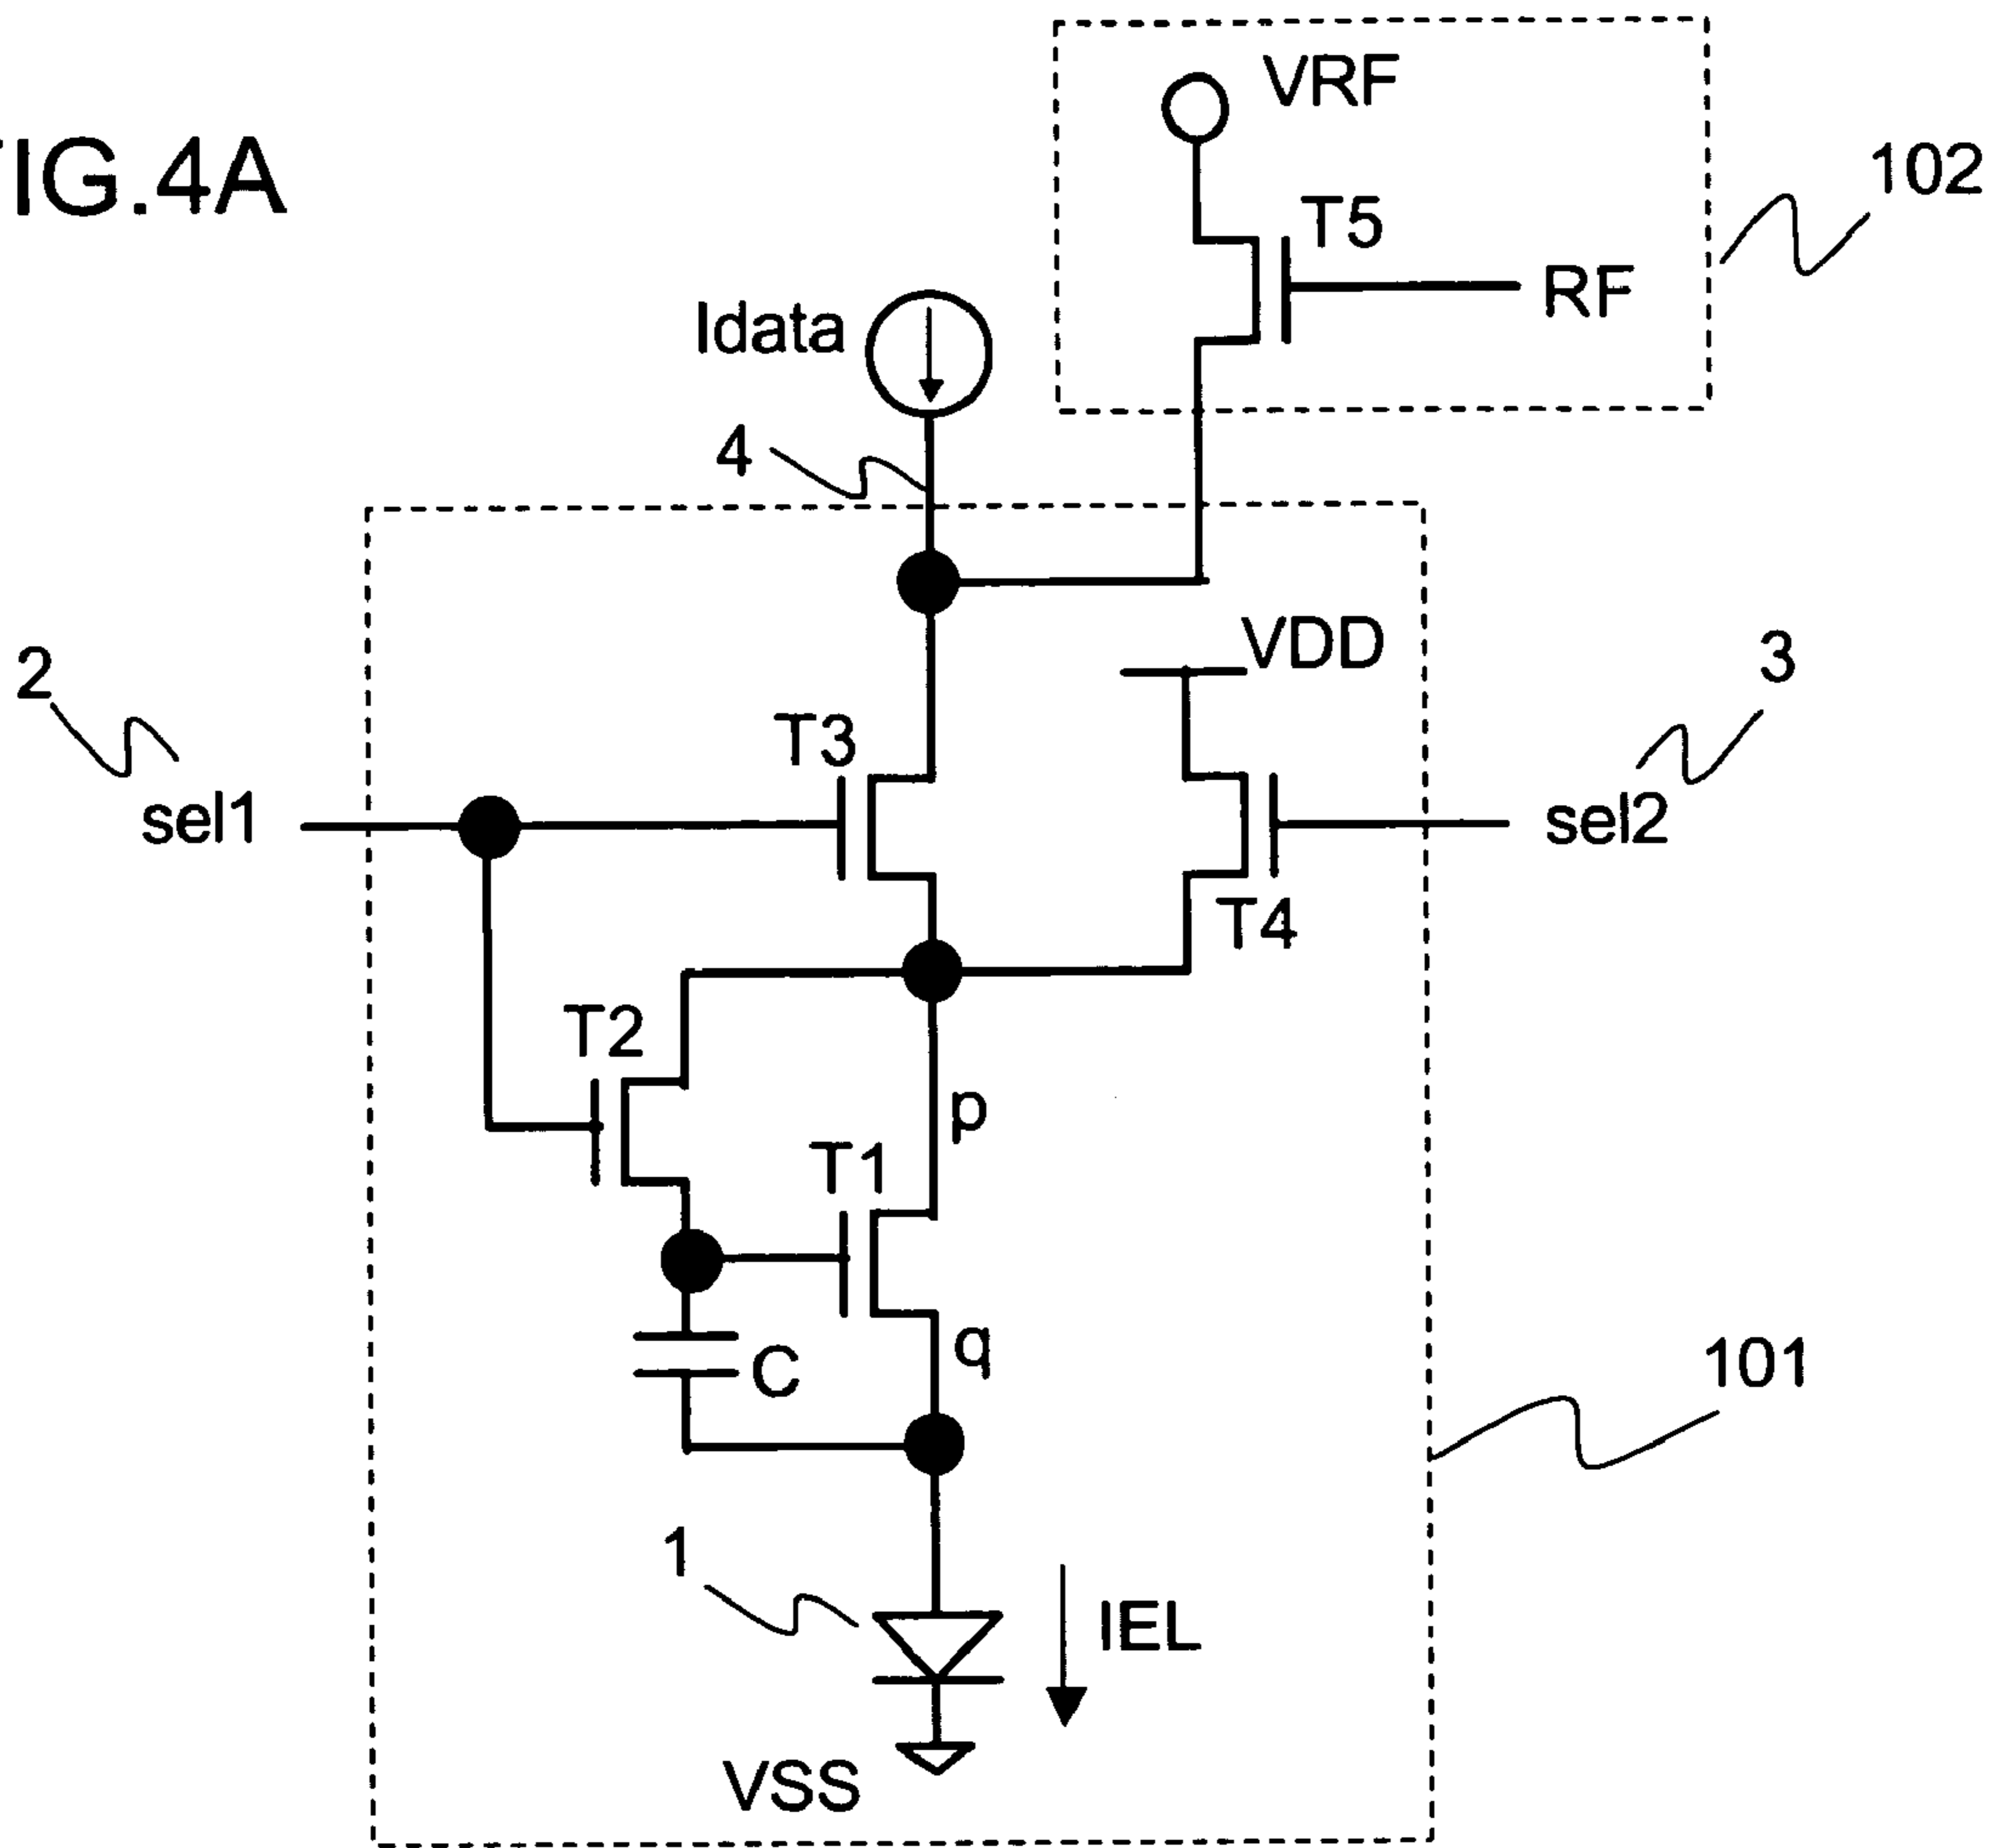 FIG.4A
VRF
T5
RF
102
Idata
4
VDD
2
3
T3
sel1
sel2
T4
T2
p
T1
q
C
101
1
IEL
VSS